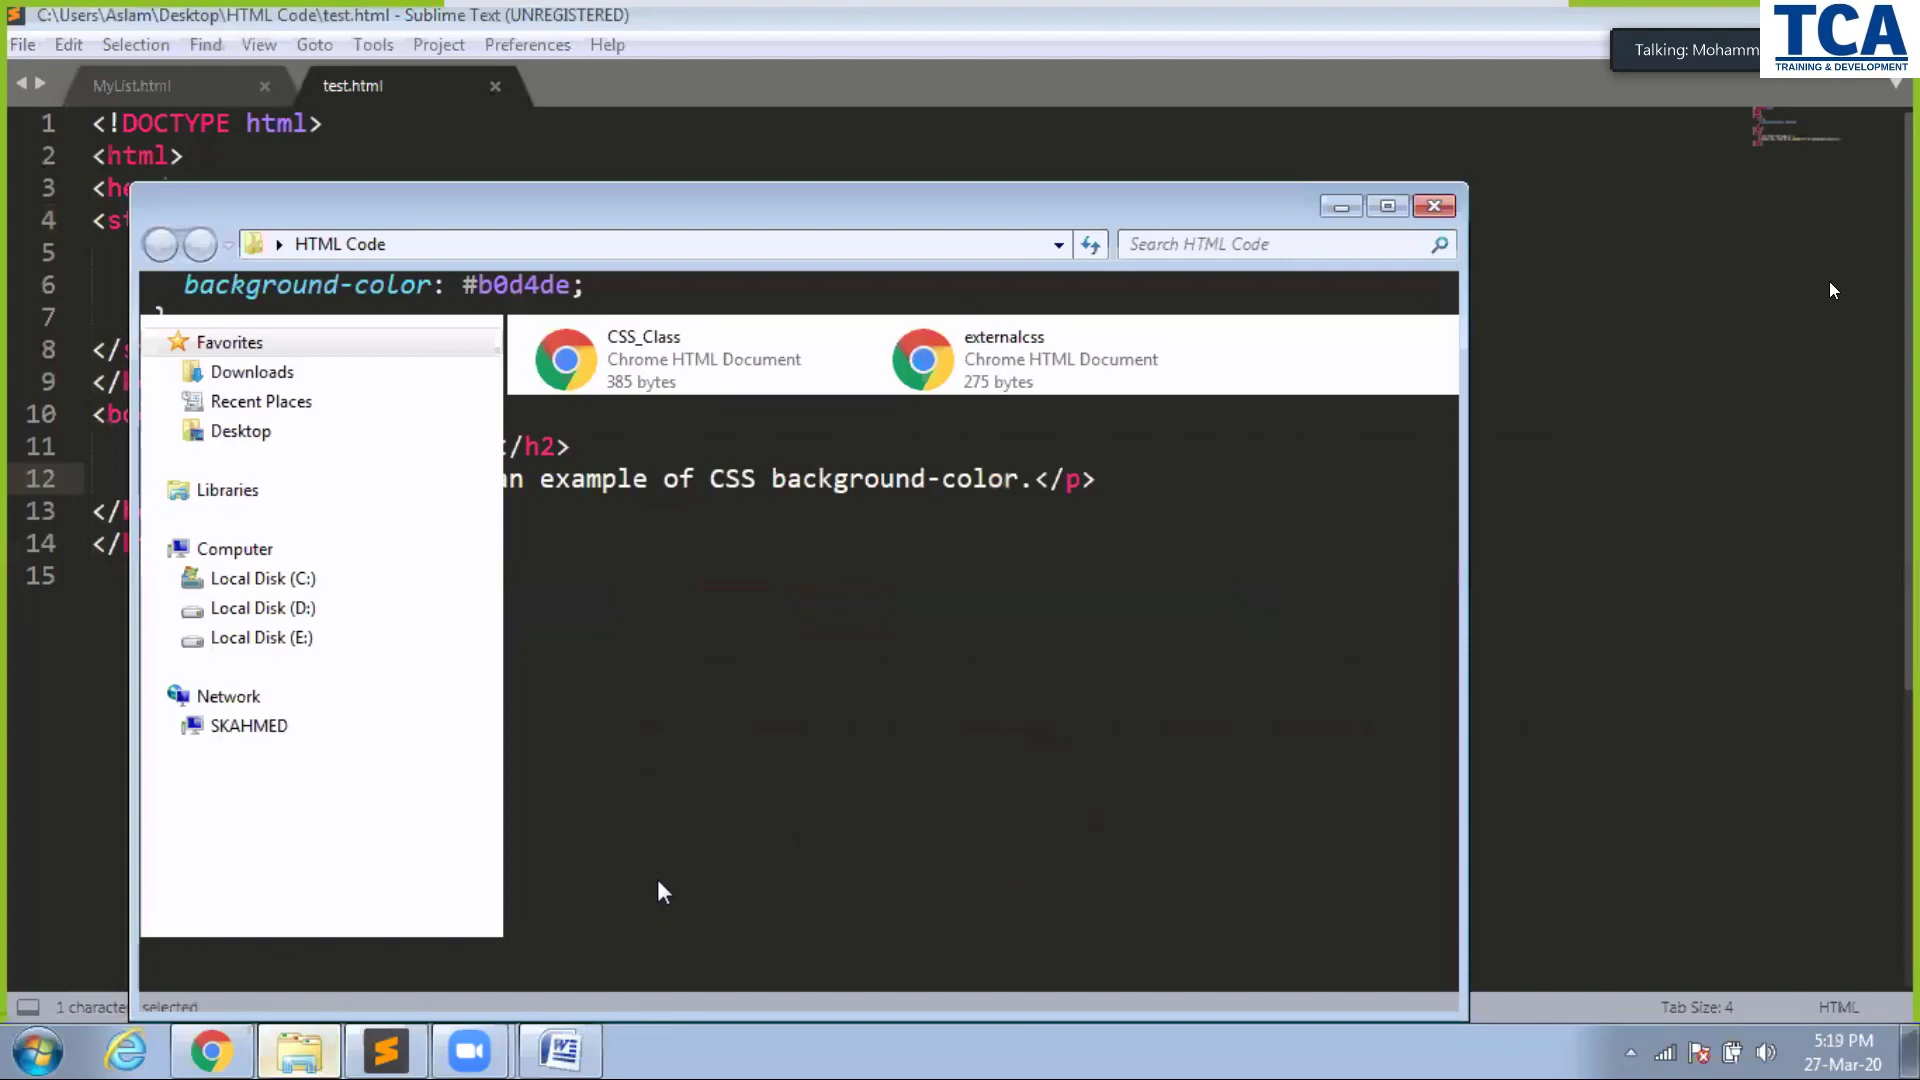 C:\Users\Aslam\Desktop\HTML Code\test.html - Sublime Text (UNREGISTERED)
File Edit Selection Find View Goto Tools Project Preferences Help
Talking: Mohamm
TCA
TRAINING & DEVELOPMENT
MyList.html
test.html
1 <!DOCTYPE html>
2 <html>
3 <he
4 <st
5
6
7
8 </s
9 </h
10 <bo
11
12
13 </
14 </
15
HTML Code
Search HTML Code
background-color: #b0d4de;
}
Favorites
Downloads
Recent Places
Desktop
Libraries
Computer
Local Disk (C:)
Local Disk (D:)
Local Disk (E:)
Network
SKAHMED
CSS_Class
Chrome HTML Document
385 bytes
externalcss
Chrome HTML Document
275 bytes
/h2>
an example of CSS background-color.</p>
1 characte selected
Tab Size: 4
HTML
5:19 PM
27-Mar-20